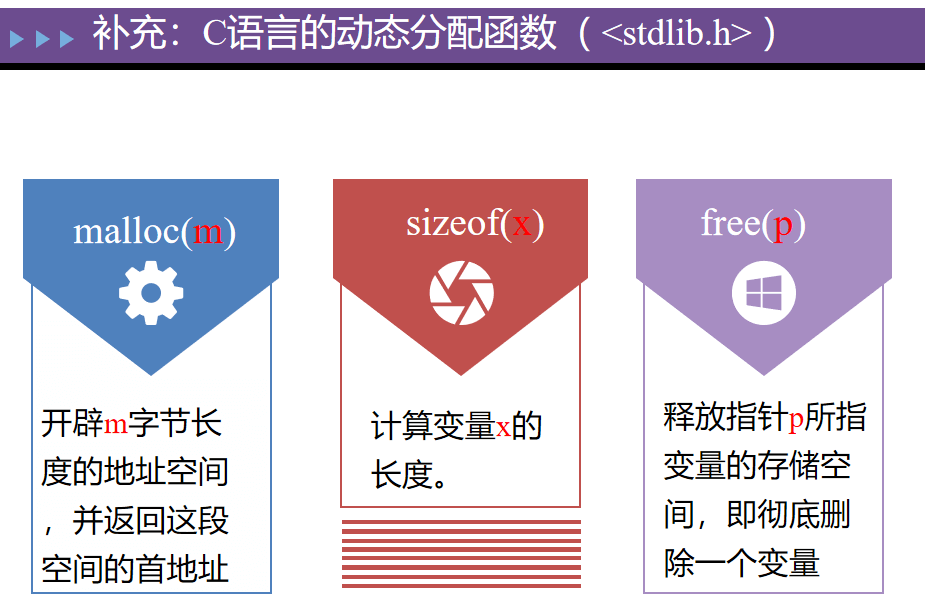 补充：C语言的动态分配函数（ <stdlib.h> ）
malloc(m)
开辟m字节长
度的地址空间
，并返回这段
空间的首地址
sizeof(x)
计算变量x的
长度。
free(p)
释放指针p所指
变量的存储空
间，即彻底删
除一个变量